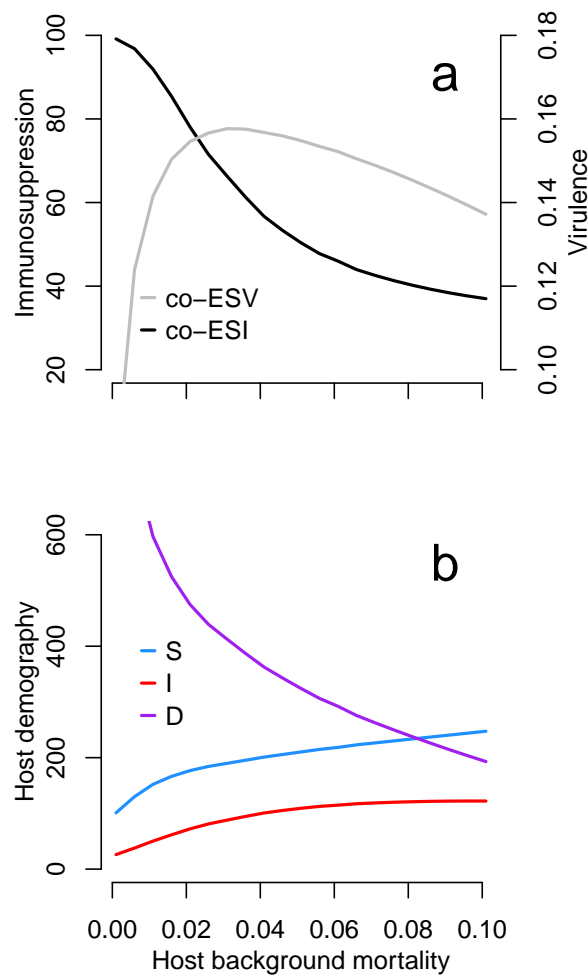 a
Immunosuppression
100
80
60
40
20
Virulence
0.18
0.16
0.14
0.12
0.10
co−ESV
co−ESI
b
Host demography
600
400
200
0
S
I
D
0.00 0.02 0.04 0.06 0.08 0.10
Host background mortality